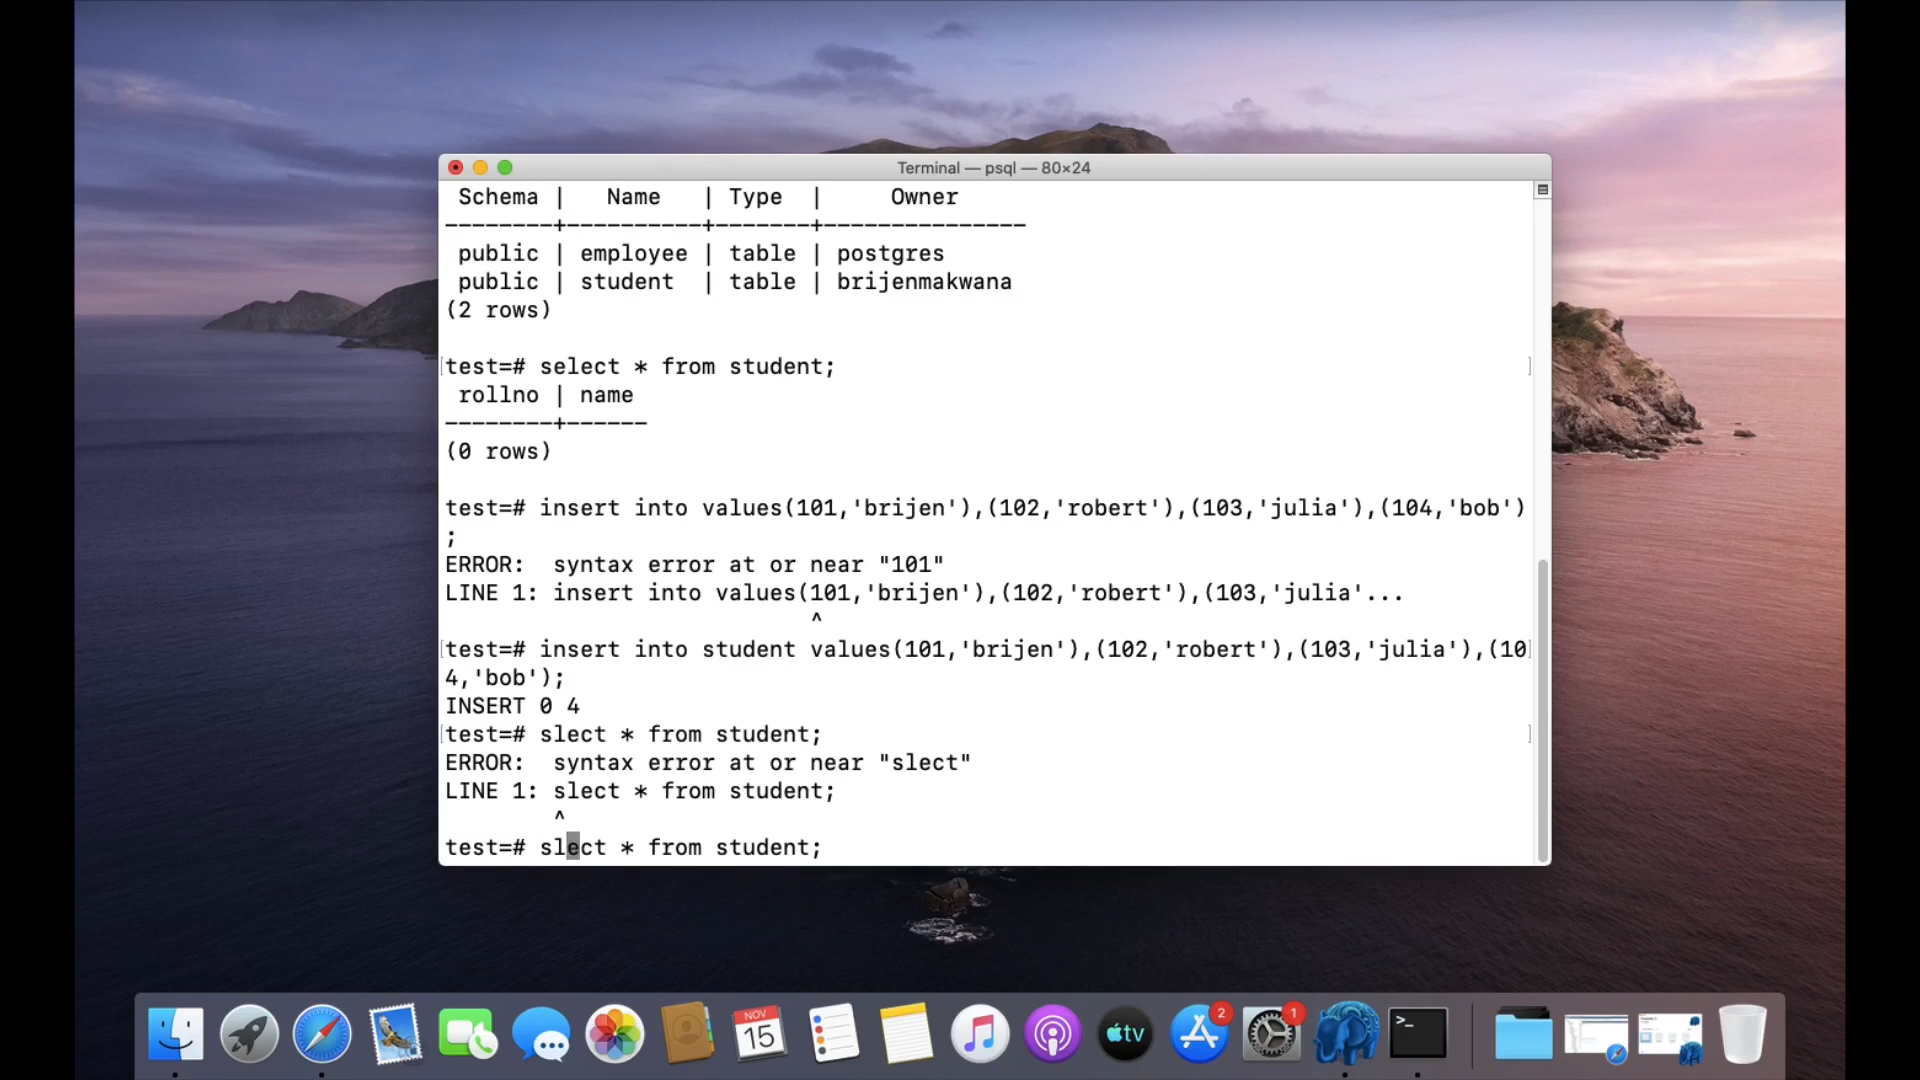 Terminal — psql — 80×24
Schema | Name | Type | Owner
--------+----------+-------+---------------
public | employee | table | postgres
public | student | table | brijenmakwana
(2 rows)
test=# select * from student;
rollno | name
--------+------
(0 rows)
test=# insert into values(101,'brijen'),(102,'robert'),(103,'julia'),(104,'bob')
;
ERROR:  syntax error at or near "101"
LINE 1: insert into values(101,'brijen'),(102,'robert'),(103,'julia'...
^
test=# insert into student values(101,'brijen'),(102,'robert'),(103,'julia'),(10
4,'bob');
INSERT 0 4
test=# slect * from student;
ERROR:  syntax error at or near "slect"
LINE 1: slect * from student;
^
test=# slect * from student;
NOV
15
tv
2
1
>_